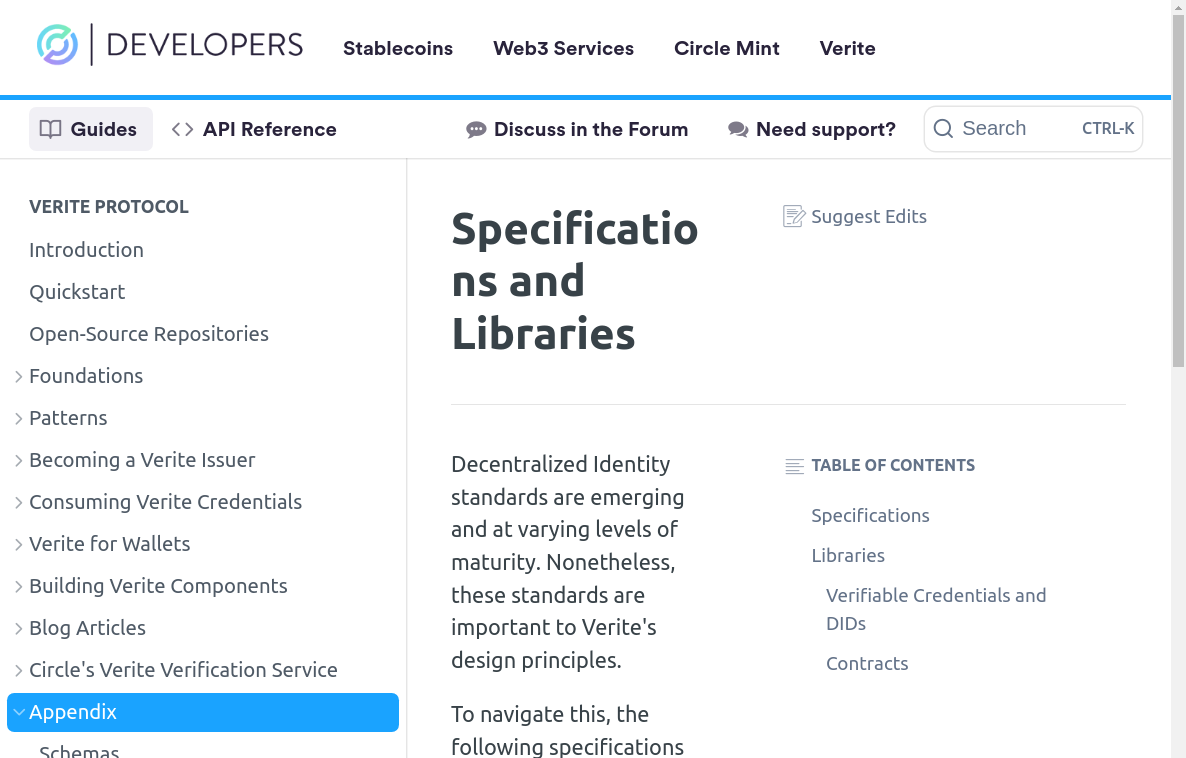 DEVELOPERS
Stablecoins
Web3 Services
Circle Mint
Verite
Guides
API Reference
Discuss in the Forum
Need support?
Search
CTRL-K
VERITE PROTOCOL
Introduction
Quickstart
Open-Source Repositories
Foundations
Patterns
Becoming a Verite Issuer
Consuming Verite Credentials
Verite for Wallets
Building Verite Components
Blog Articles
Circle's Verite Verification Service
Appendix
Schemas
Specificatio
ns and
Libraries
Suggest Edits
Decentralized Identity
standards are emerging
and at varying levels of
maturity. Nonetheless,
these standards are
important to Verite's
design principles.
To navigate this, the
following specifications
TABLE OF CONTENTS
Specifications
Libraries
Verifiable Credentials and
DIDs
Contracts